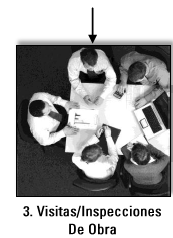 3. Visitas/Inspecciones
De Obra